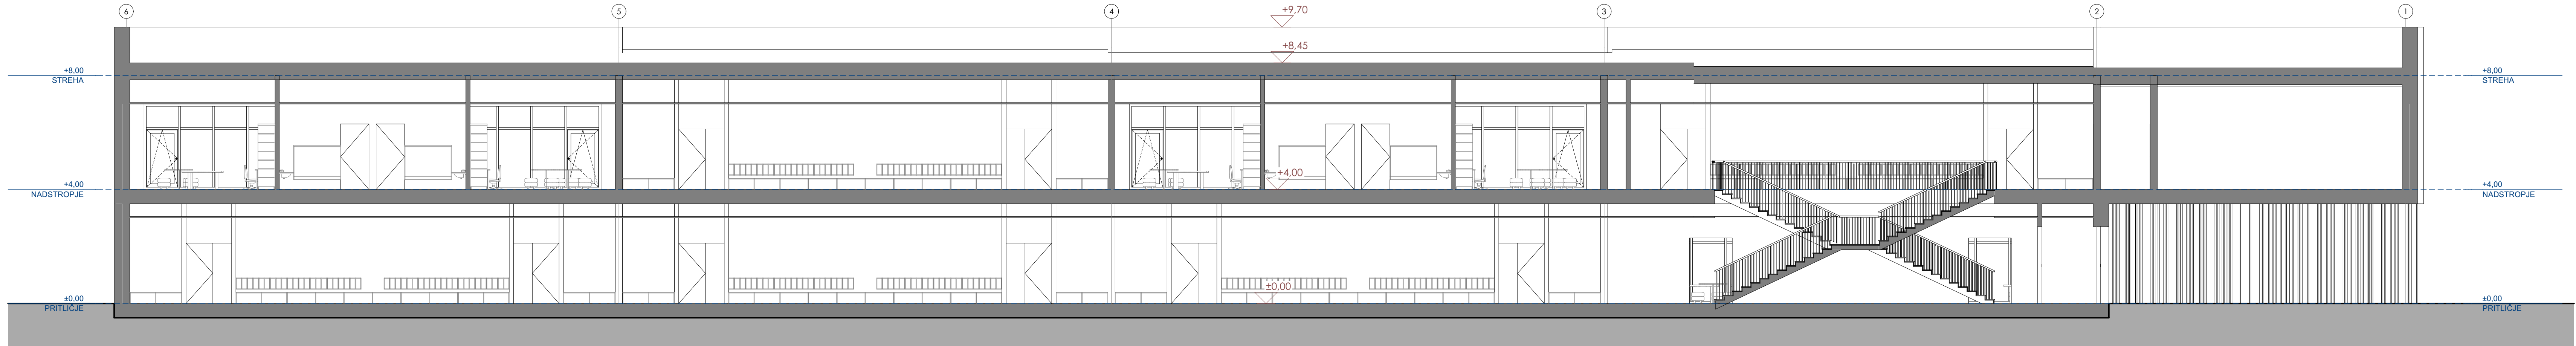 6
5
4
3
2
1
+9,70
+8,45
+8,00
STREHA
+8,00
STREHA
+4,00
+4,00
NADSTROPJE
+4,00
NADSTROPJE
±0,00
±0,00
PRITLIČJE
±0,00
PRITLIČJE